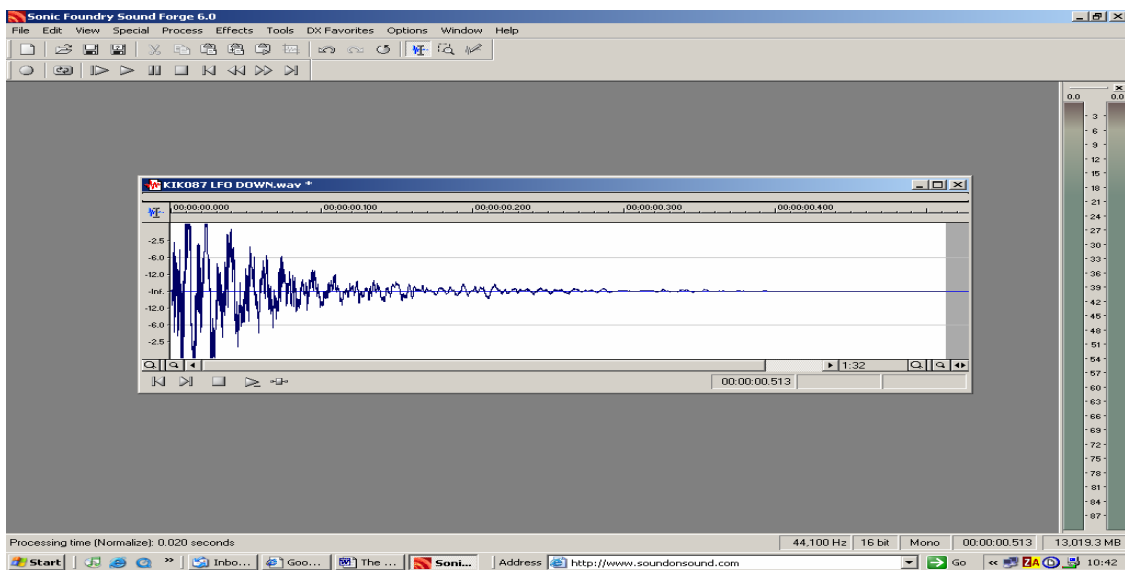 Sonic Foundry Sound Forge 6.0
File Edit View Special Process Effects Tools DX Favorites Options Window Help
KIK087 LFO DOWN.wav *
00:00:00.000 00:00:00.100 00:00:00.200 00:00:00.300 00:00:00.400
-2.5
-6.0
-12.0
-Inf.
-12.0
-6.0
-2.5
1:32
00:00:00.513
0.0 0.0
- 3 -
- 6 -
- 9 -
- 12 -
- 15 -
- 18 -
- 21 -
- 24 -
- 27 -
- 30 -
- 33 -
- 36 -
- 39 -
- 42 -
- 45 -
- 48 -
- 51 -
- 54 -
- 57 -
- 60 -
- 63 -
- 66 -
- 69 -
- 72 -
- 75 -
- 78 -
- 81 -
- 84 -
- 87 -
Processing time (Normalize): 0.020 seconds 44,100 Hz 16 bit Mono 00:00:00.513 13,019.3 MB
Start » Inbo... Goo... The ... Soni... Address http://www.soundonsound.com Go « ZA 10:42